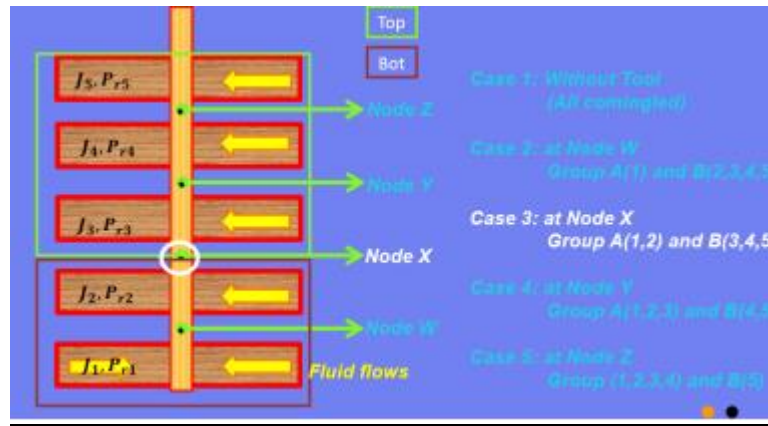 Top
Bot
J5, Pr5
Node Z
J4, Pr4
Node Y
J3, Pr3
Node X
J2, Pr2
Node W
J1, Pr1
Fluid flows
Case 1: Without Tool
(All comingled)
Case 2: at Node W
Group A(1) and B(2,3,4,5
Case 3: at Node X
Group A(1,2) and B(3,4,5
Case 4: at Node Y
Group A(1,2,3) and B(4,5
Case 5: at Node Z
Group (1,2,3,4) and B(5)